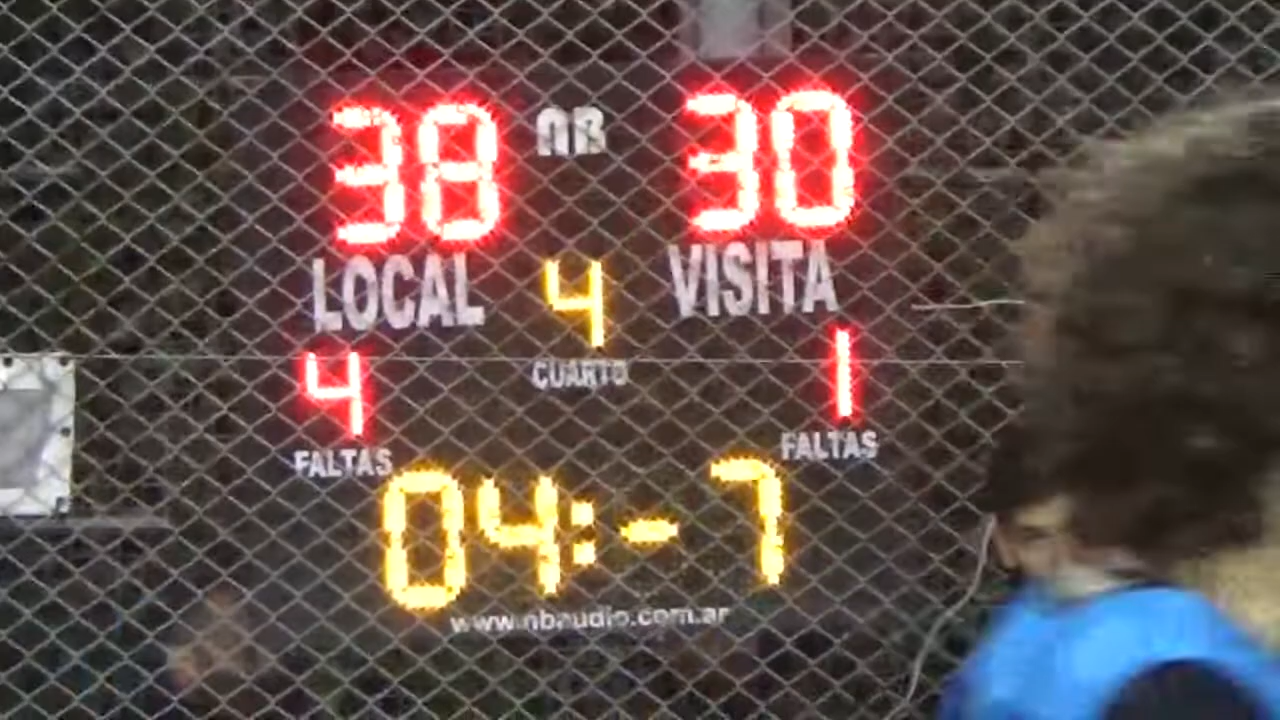 38 NB 30
LOCAL 4 VISITA
4 CUARTO 1
FALTAS FALTAS
04:-7
www.nbaudio.com.ar